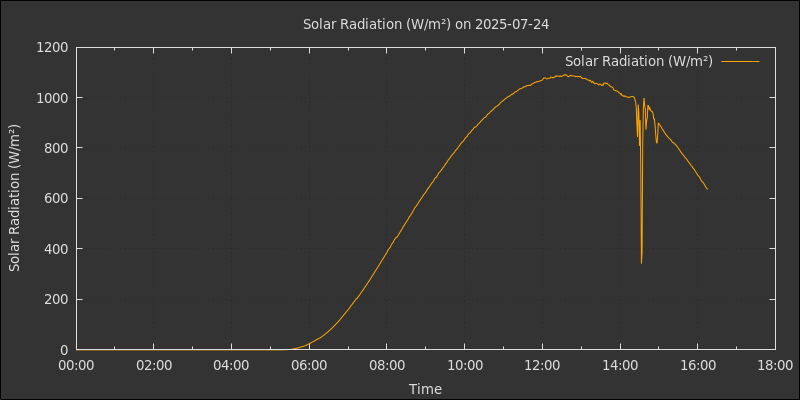 Solar Radiation (W/m²) on 2025-07-24
Solar Radiation (W/m²)
Solar Radiation (W/m²)
1200
1000
800
600
400
200
0
00:00 02:00 04:00 06:00 08:00 10:00 12:00 14:00 16:00 18:00
Time